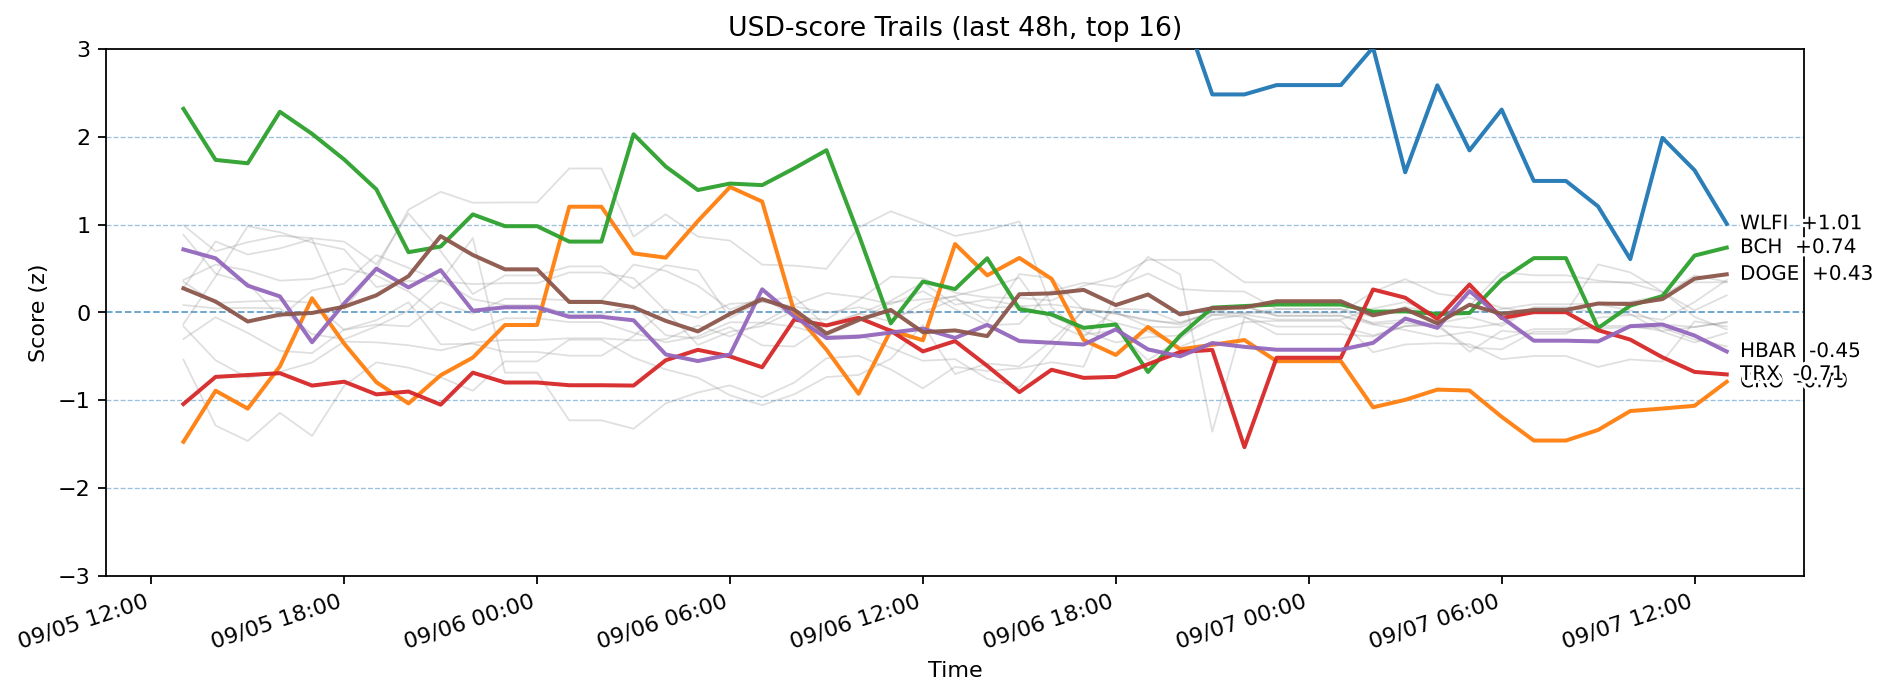 USD-score Trails (last 48h, top 16)
Score (z)
3
2
1
0
−1
−2
−3
WLFI +1.01
BCH +0.74
DOGE +0.43
HBAR -0.45
TRX -0.71
09/05 12:00
09/05 18:00
09/06 00:00
09/06 06:00
09/06 12:00
09/06 18:00
09/07 00:00
09/07 06:00
09/07 12:00
Time